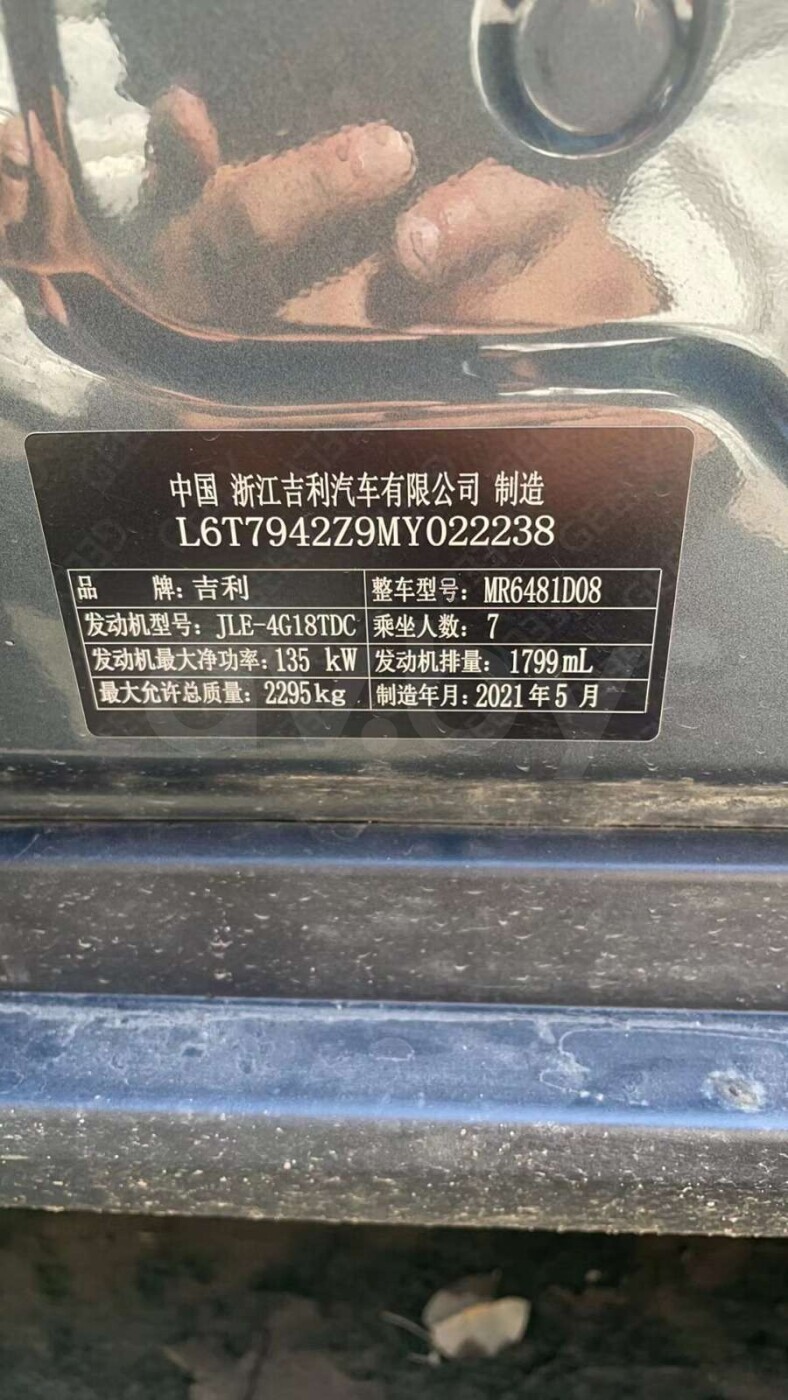 中国 浙江吉利汽车有限公司 制造
L6T7942Z9MY022238
品 牌: 吉利 整车型号: MR6481D08
发动机型号: JLE-4G18TDC 乘坐人数: 7
发动机最大净功率: 135 kW 发动机排量: 1799mL
最大允许总质量: 2295kg 制造年月: 2021年5月